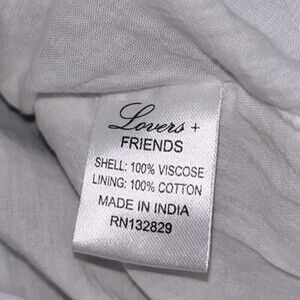 Lovers +
FRIENDS
SHELL: 100% VISCOSE
LINING: 100% COTTON
MADE IN INDIA
RN132829